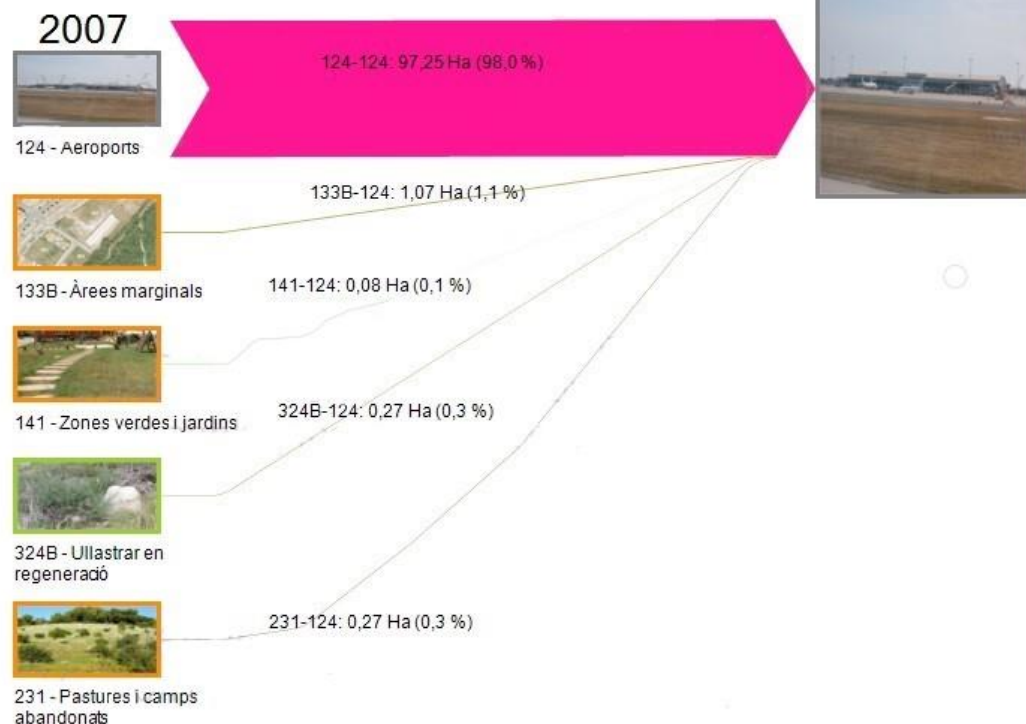 2007
124-124: 97,25 Ha (98,0 %)
124 - Aeroports
133B-124: 1,07 Ha (1,1 %)
133B - Àrees marginals
141-124: 0,08 Ha (0,1 %)
141 - Zones verdes i jardins
324B-124: 0,27 Ha (0,3 %)
324B - Ullastrar en
regeneració
231-124: 0,27 Ha (0,3 %)
231 - Pastures i camps
abandonats